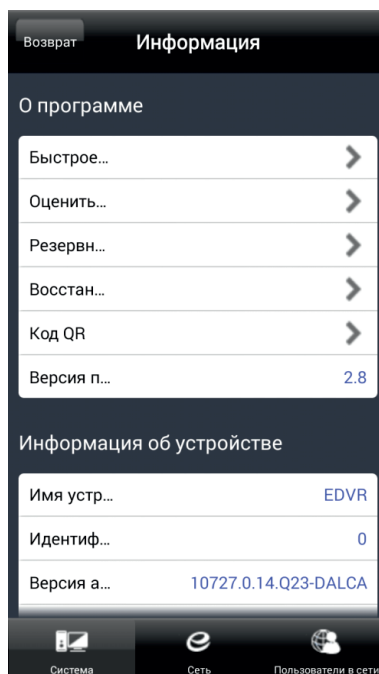 Возврат Информация
О программе
Быстрое...
Оценить...
Резервн...
Восстан...
Код QR
Версия п... 2.8
Информация об устройстве
Имя устр... EDVR
Идентиф... 0
Версия а... 10727.0.14.Q23-DALCA
Система Сеть Пользователи в сети